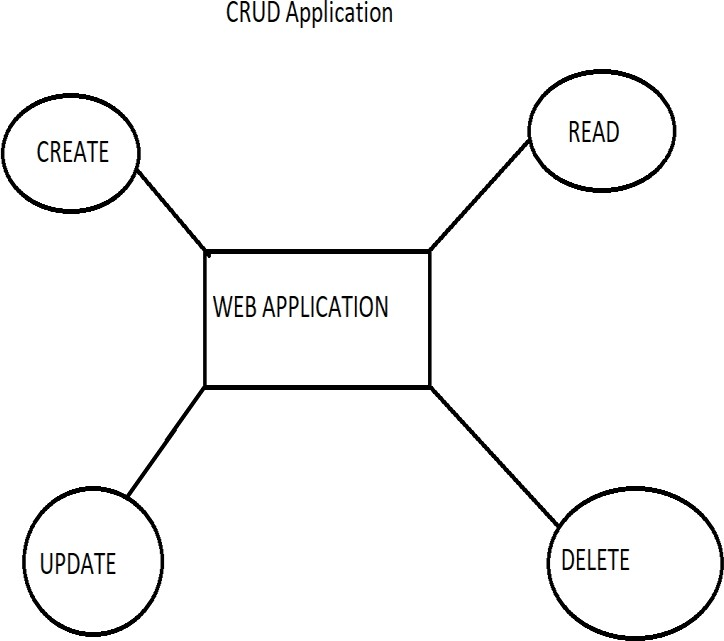 CRUD Application
CREATE
READ
WEB APPLICATION
UPDATE
DELETE